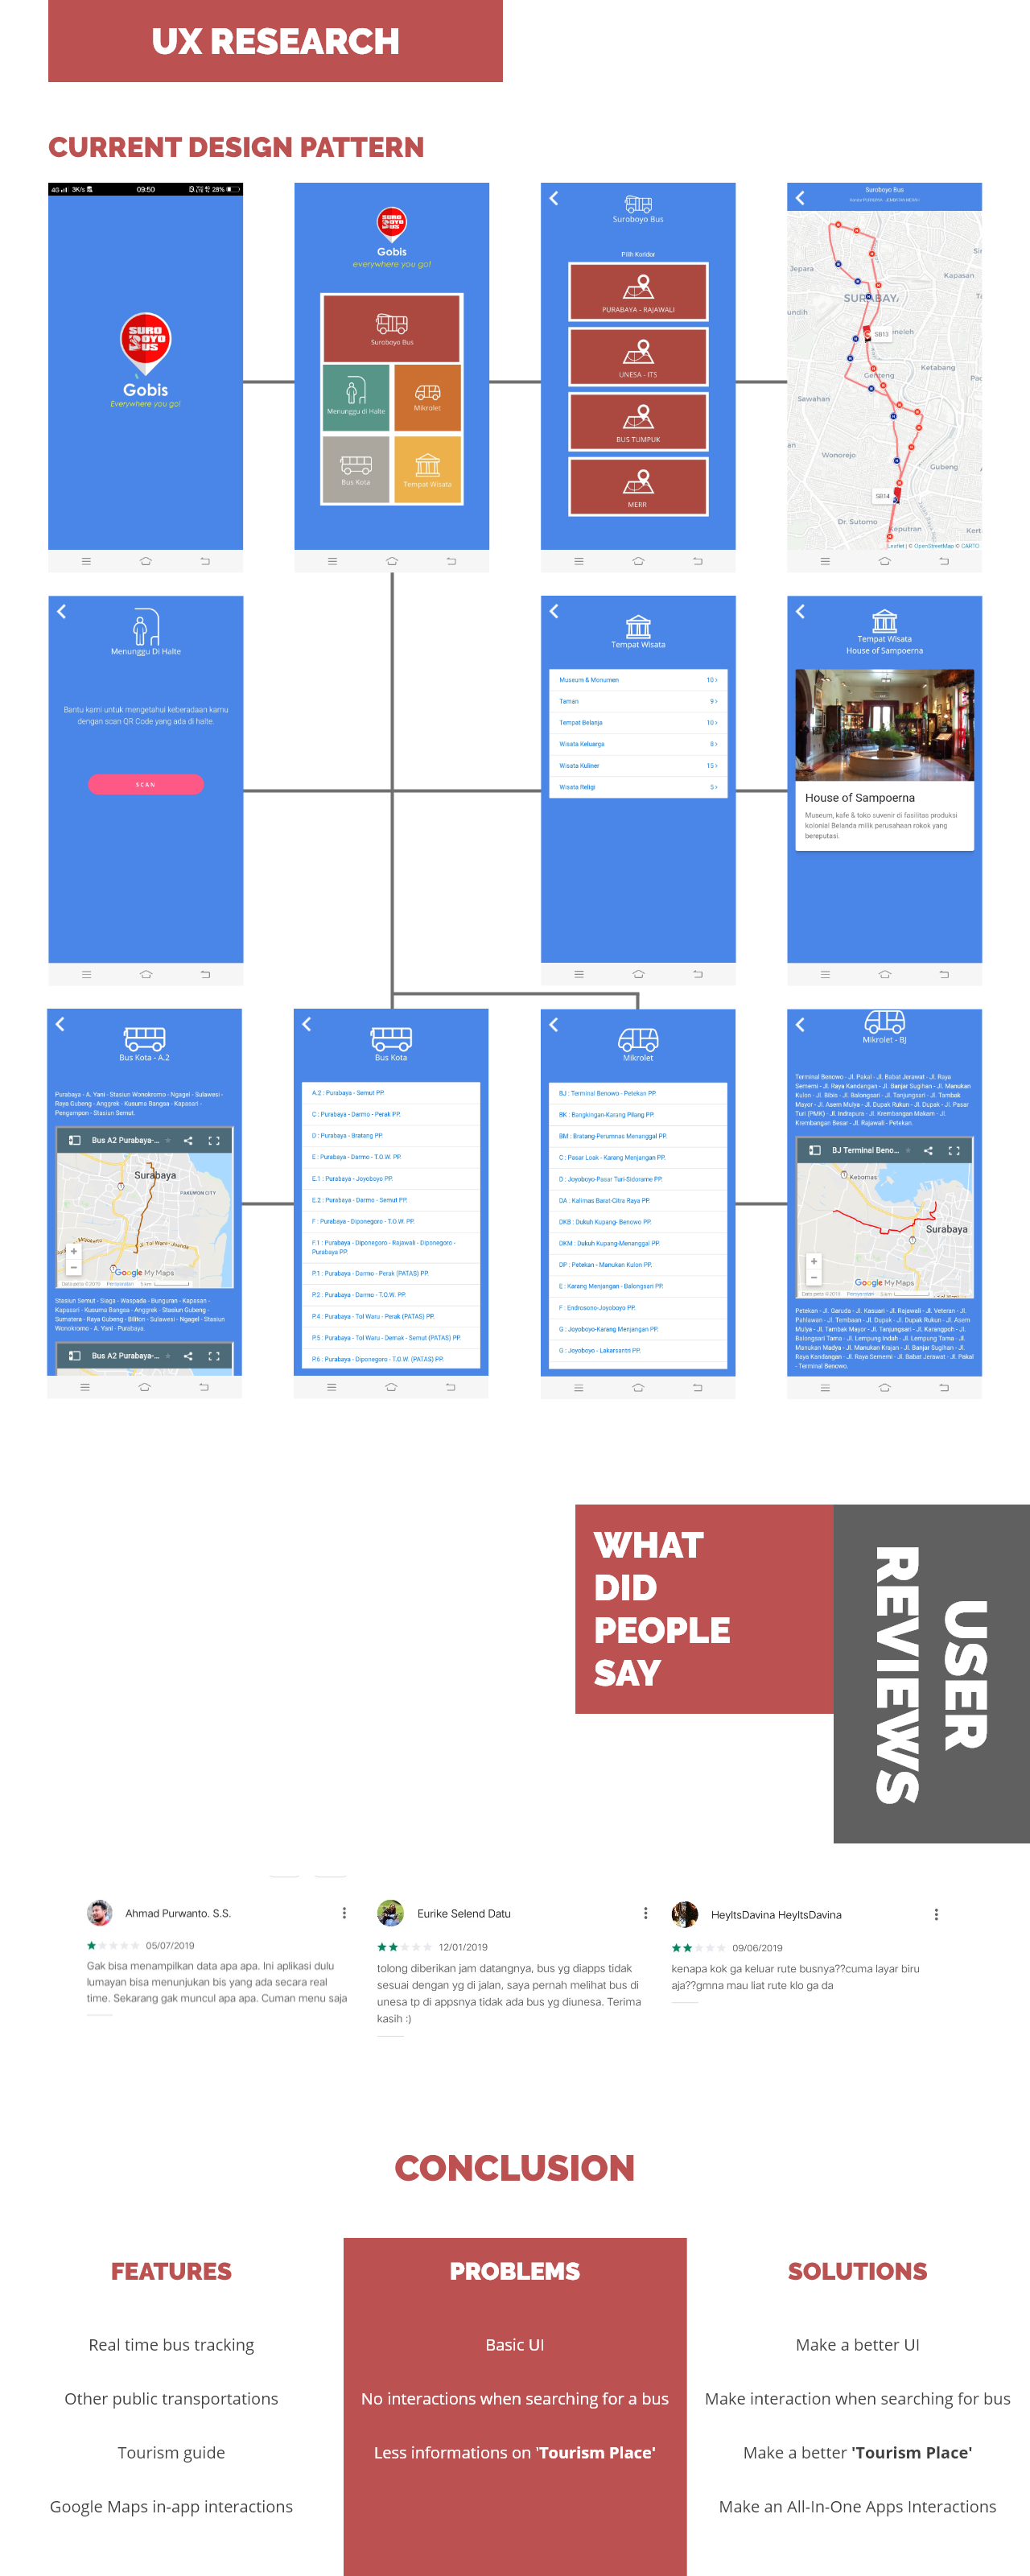 UX RESEARCH
CURRENT DESIGN PATTERN
4G 3K/s 09:50 28%
SURO
BOYO
BUS
Gobis
Everywhere you go!
SURO
BOYO
BUS
Gobis
everywhere you go!
Suroboyo Bus
Menunggu di Halte
Mikrolet
Bus Kota
Tempat Wisata
Suroboyo Bus
Pilih Koridor
PURABAYA - RAJAWALI
UNESA - ITS
BUS TUMPUK
MERR
Suroboyo Bus
Jepara
Kapasan
SURABAYA
SB13
Genteng
Ketabang
Sawahan
Wonorejo
Gubeng
SB14
Dr. Sutomo
Keputran
Kert
Leaflet | © OpenStreetMap © CARTO
Menunggu Di Halte
Bantu kami untuk mengetahui keberadaan kamu
dengan scan QR Code yang ada di halte.
SCAN
Tempat Wisata
Museum & Monumen 10 >
Taman 9 >
Tempat Belanja 10 >
Wisata Keluarga 8 >
Wisata Kuliner 15 >
Wisata Religi 5 >
Tempat Wisata
House of Sampoerna
House of Sampoerna
Museum, kafe & toko suvenir di fasilitas produksi
kolonial Belanda milik perusahaan rokok yang
bereputasi.
Bus Kota - A.2
Purabaya - A. Yani - Stasiun Wonokromo - Ngagel - Sulawesi -
Raya Gubeng - Anggrek - Kusuma Bangsa - Kapasari -
Pengampon - Stasiun Semut.
Bus A2 Purabaya-...
Surabaya
PAKUWON CITY
Google My Maps
Stasiun Semut - Siaga - Waspada - Bunguran - Kapasan -
Kapasari - Kusuma Bangsa - Anggrek - Stasiun Gubeng -
Sumatera - Raya Gubeng - Biliton - Sulawesi - Ngagel - Stasiun
Wonokromo - A. Yani - Purabaya.
Bus A2 Purabaya-...
Bus Kota
A.2 : Purabaya - Semut PP.
C : Purabaya - Darmo - Perak PP.
D : Purabaya - Bratang PP.
E : Purabaya - Darmo - T.O.W. PP.
E.1 : Purabaya - Joyoboyo PP.
E.2 : Purabaya - Darmo - Semut PP.
F : Purabaya - Diponegoro - T.O.W. PP.
F.1 : Purabaya - Diponegoro - Rajawali - Diponegoro -
Purabaya PP.
P.1 : Purabaya - Darmo - Perak (PATAS) PP.
P.2 : Purabaya - Darmo - T.O.W. PP.
P.4 : Purabaya - Tol Waru - Perak (PATAS) PP.
P.5 : Purabaya - Tol Waru - Demak - Semut (PATAS) PP.
P.6 : Purabaya - Diponegoro - T.O.W. (PATAS) PP.
Mikrolet
BJ : Terminal Benowo - Petekan PP.
BK : Bangkingan-Karang Pilang PP.
BM : Bratang-Perumnas Menanggal PP.
C : Pasar Loak - Karang Menjangan PP.
D : Joyoboyo-Pasar Turi-Sidorame PP.
DA : Kalimas Barat-Citra Raya PP.
DKB : Dukuh Kupang- Benowo PP.
DKM : Dukuh Kupang-Menanggal PP.
DP : Petekan - Manukan Kulon PP.
E : Karang Menjangan - Balongsari PP.
F : Endrosono-Joyoboyo PP.
G : Joyoboyo-Karang Menjangan PP.
G : Joyoboyo - Lakarsantri PP.
Mikrolet - BJ
Terminal Benowo - Jl. Pakal - Jl. Babat Jerawat - Jl. Raya
Sememi - Jl. Raya Kandangan - Jl. Banjar Sugihan - Jl. Manukan
Kulon - Jl. Bibis - Jl. Balongsari - Jl. Tanjungsari - Jl. Tambak
Mayor - Jl. Asem Mulya - Jl. Dupak Rukun - Jl. Dupak - Jl. Pasar
Turi (PMK) - Jl. Indrapura - Jl. Krembangan Makam - Jl.
Krembangan Besar - Jl. Rajawali - Petekan.
BJ Terminal Beno...
Kebomas
Surabaya
Google My Maps
Petekan - Jl. Garuda - Jl. Kasuari - Jl. Rajawali - Jl. Veteran - Jl.
Pahlawan - Jl. Tembaan - Jl. Dupak - Jl. Dupak Rukun - Jl. Asem
Mulya - Jl. Tambak Mayor - Jl. Tanjungsari - Jl. Karangpoh - Jl.
Balongsari Tama - Jl. Lempung Indah - Jl. Lempung Tama - Jl.
Manukan Madya - Jl. Manukan Krajan - Jl. Banjar Sugihan - Jl.
Raya Kandangan - Jl. Raya Sememi - Jl. Babat Jerawat - Jl. Pakal
- Terminal Benowo.
WHAT
DID
PEOPLE
SAY
USER
REVIEWS
Ahmad Purwanto. S.S.
05/07/2019
Gak bisa menampilkan data apa apa. Ini aplikasi dulu
lumayan bisa menunjukan bis yang ada secara real
time. Sekarang gak muncul apa apa. Cuman menu saja
Eurike Selend Datu
12/01/2019
tolong diberikan jam datangnya, bus yg diapps tidak
sesuai dengan yg di jalan, saya pernah melihat bus di
unesa tp di appsnya tidak ada bus yg diunesa. Terima
kasih :)
HeyItsDavina HeyItsDavina
09/06/2019
kenapa kok ga keluar rute busnya??cuma layar biru
aja??gmna mau liat rute klo ga da
CONCLUSION
FEATURES
Real time bus tracking
Other public transportations
Tourism guide
Google Maps in-app interactions
PROBLEMS
Basic UI
No interactions when searching for a bus
Less informations on 'Tourism Place'
SOLUTIONS
Make a better UI
Make interaction when searching for bus
Make a better 'Tourism Place'
Make an All-In-One Apps Interactions